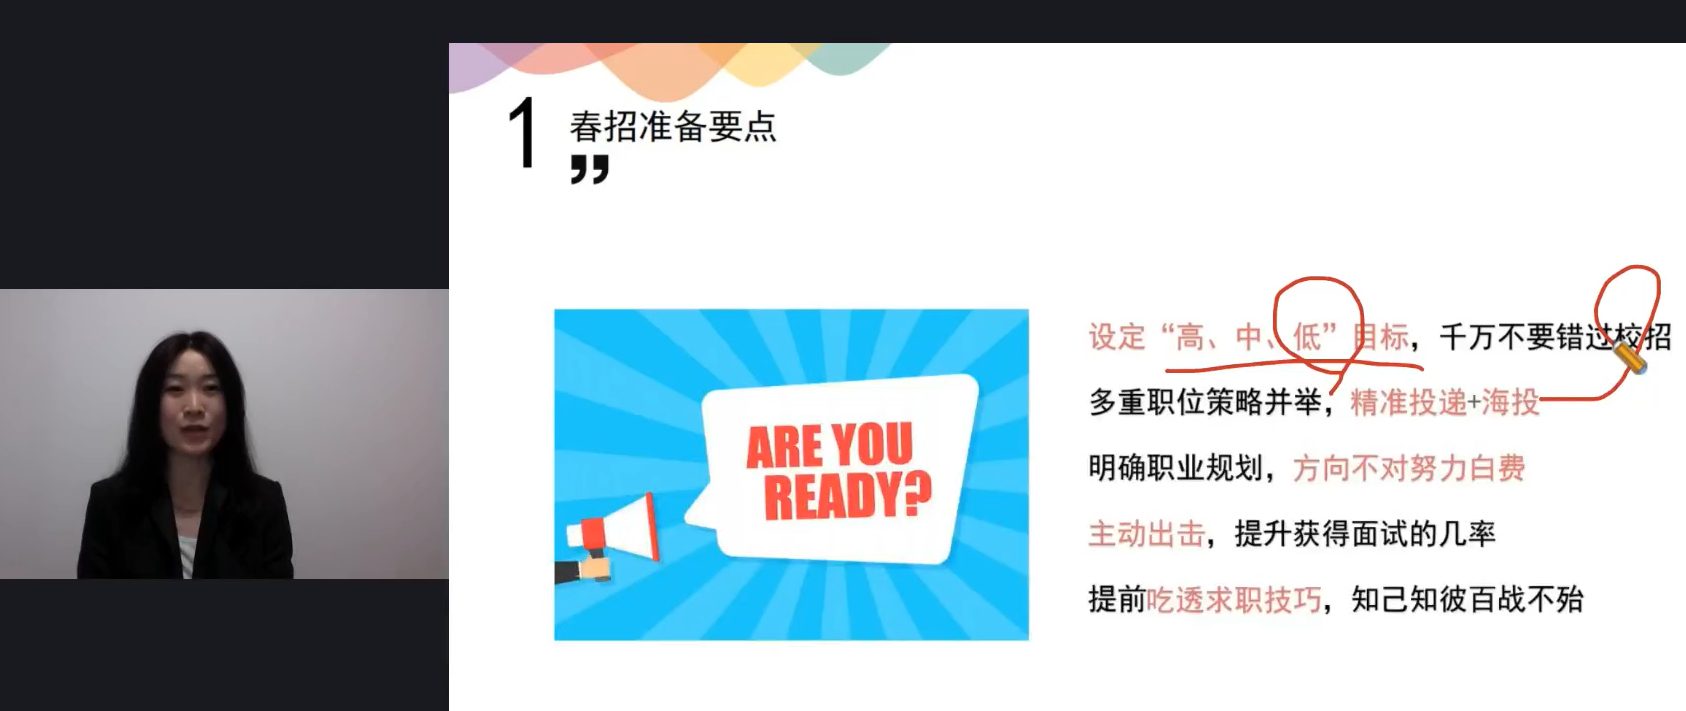 1
春招准备要点
”
ARE YOU
READY?
设定“高、中、低”目标，千万不要错过校招
多重职位策略并举，精准投递+海投
明确职业规划，方向不对努力白费
主动出击，提升获得面试的几率
提前吃透求职技巧，知己知彼百战不殆